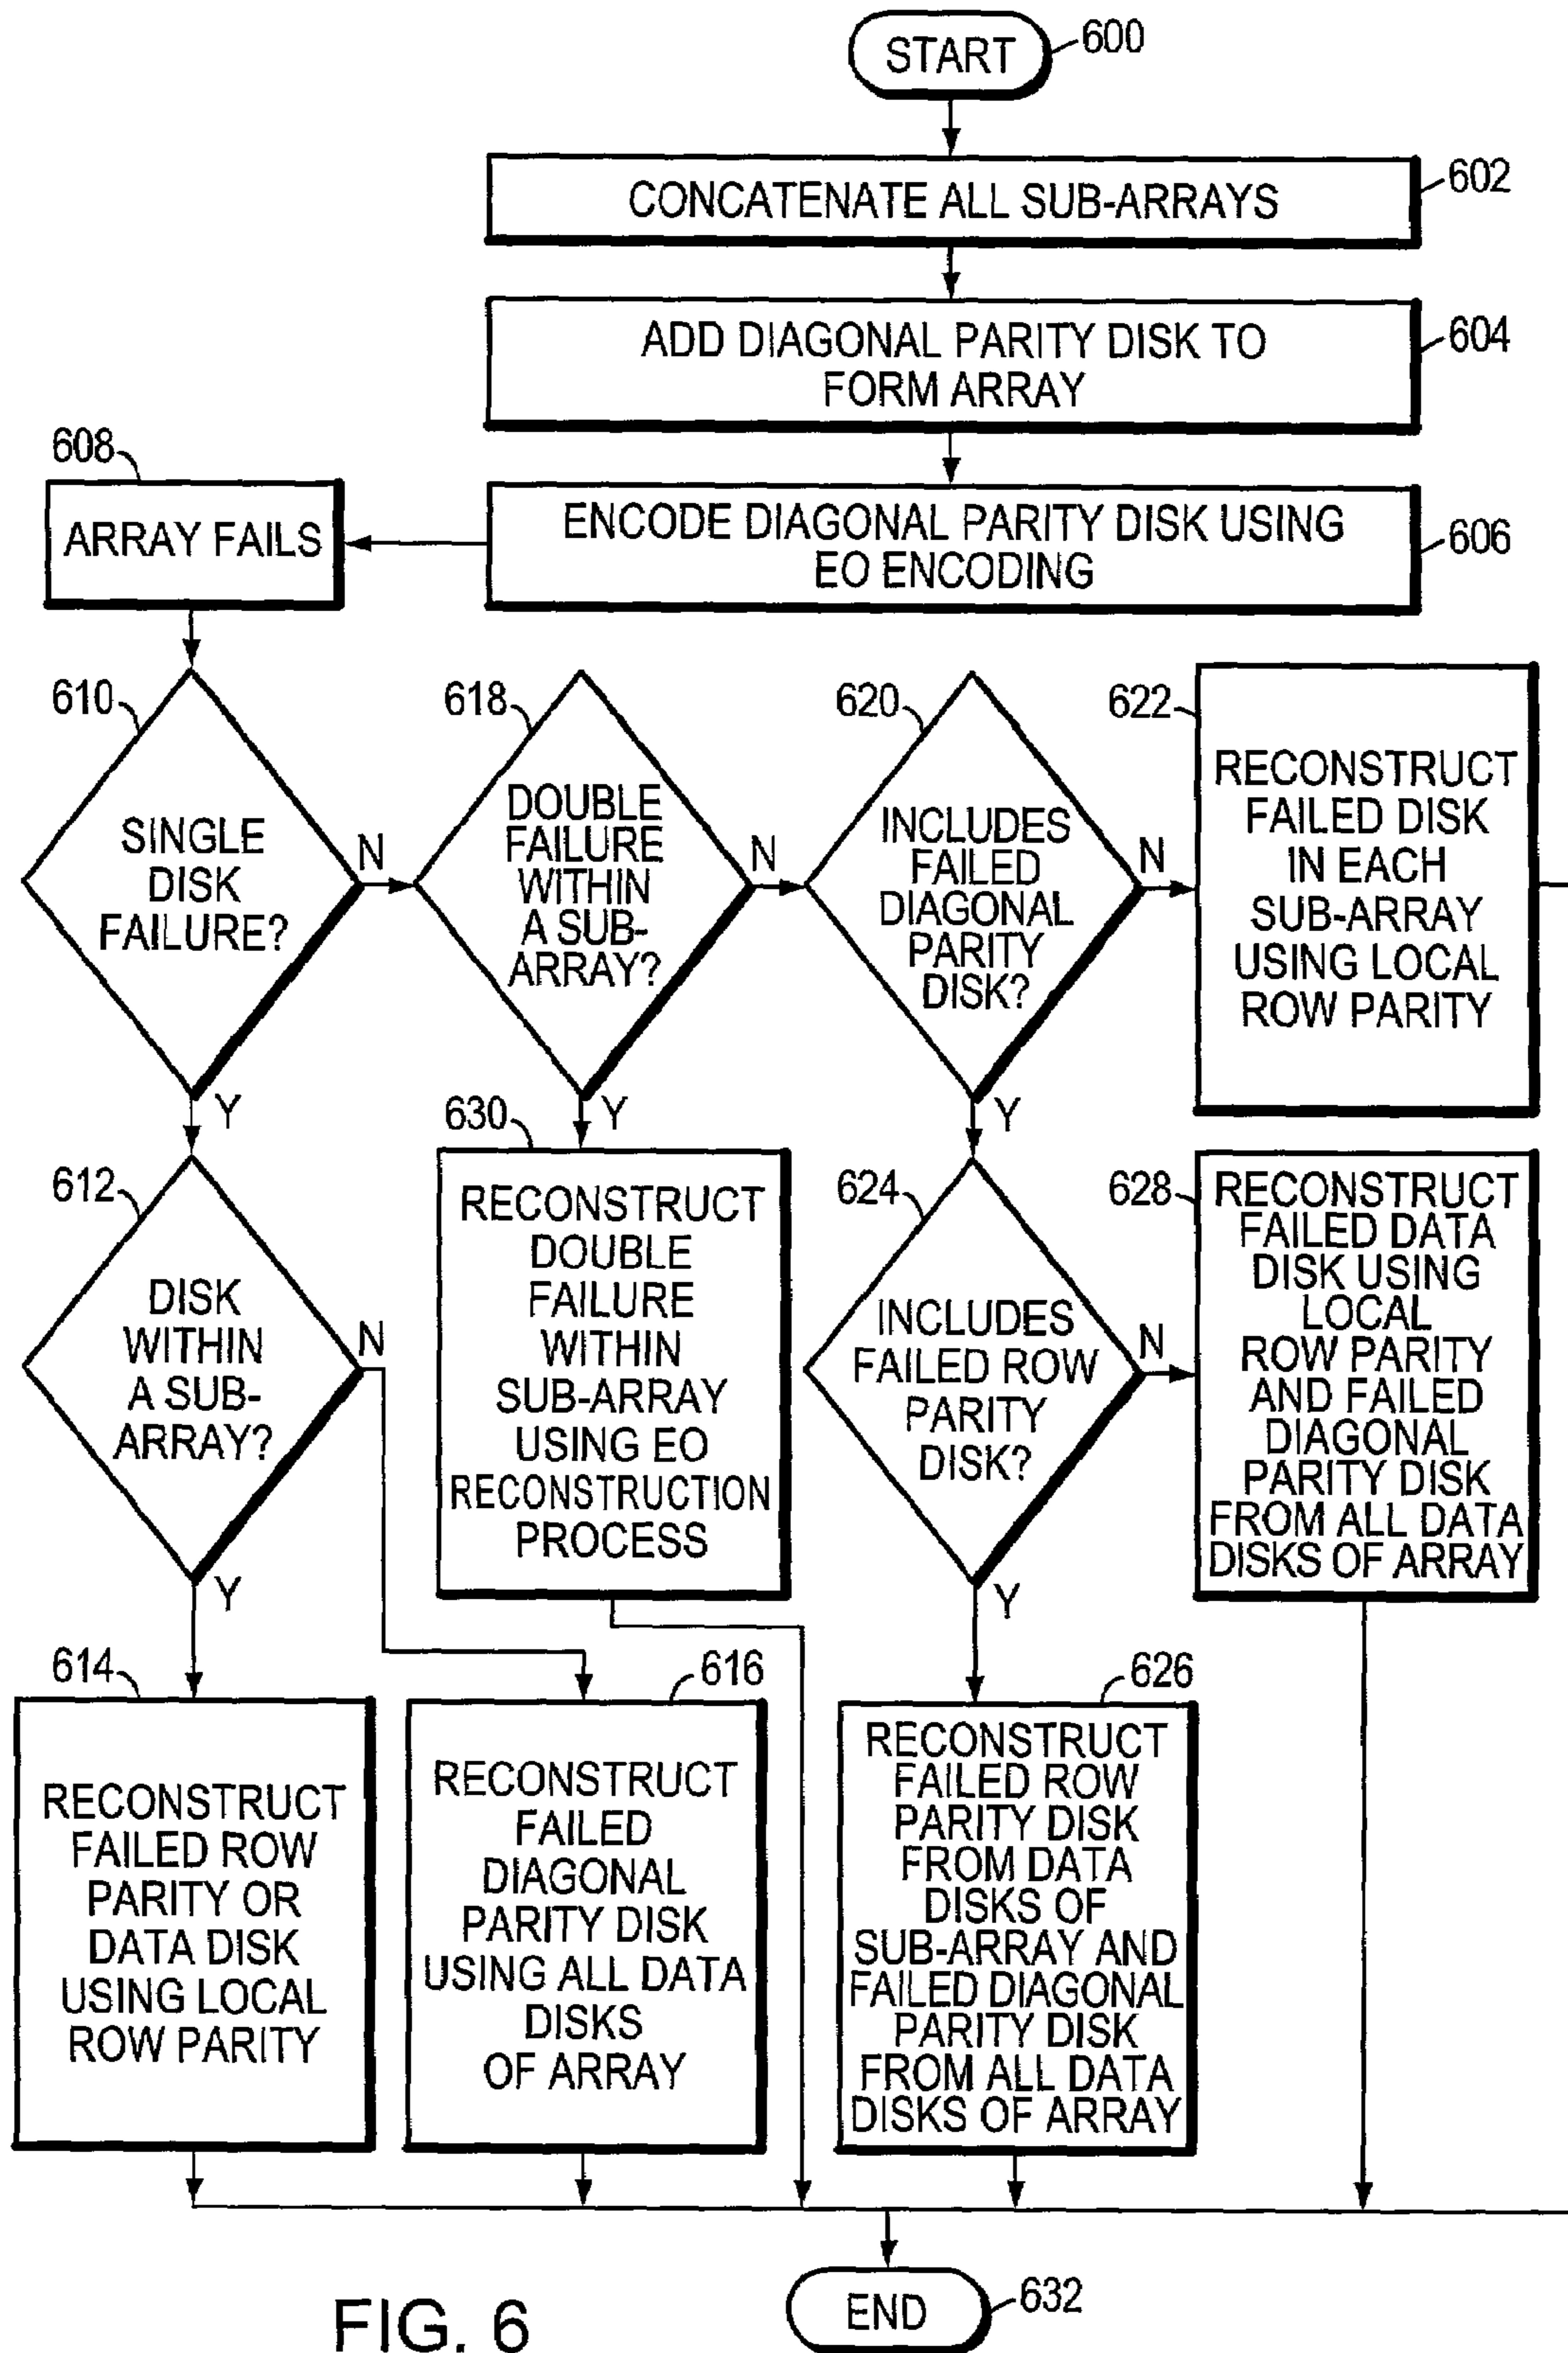 START
600
CONCATENATE ALL SUB-ARRAYS
602
ADD DIAGONAL PARITY DISK TO
FORM ARRAY
604
608
ARRAY FAILS
ENCODE DIAGONAL PARITY DISK USING
EO ENCODING
606
610
SINGLE
DISK
FAILURE?
N
Y
618
DOUBLE
FAILURE
WITHIN
A SUB-
ARRAY?
N
Y
620
INCLUDES
FAILED
DIAGONAL
PARITY
DISK?
N
Y
622
RECONSTRUCT
FAILED DISK
IN EACH
SUB-ARRAY
USING LOCAL
ROW PARITY
612
DISK
WITHIN
A SUB-
ARRAY?
N
Y
630
RECONSTRUCT
DOUBLE
FAILURE
WITHIN
SUB-ARRAY
USING EO
RECONSTRUCTION
PROCESS
624
INCLUDES
FAILED ROW
PARITY
DISK?
N
Y
628
RECONSTRUCT
FAILED DATA
DISK USING
LOCAL
ROW PARITY
AND FAILED
DIAGONAL
PARITY DISK
FROM ALL DATA
DISKS OF ARRAY
614
RECONSTRUCT
FAILED ROW
PARITY OR
DATA DISK
USING LOCAL
ROW PARITY
616
RECONSTRUCT
FAILED
DIAGONAL
PARITY DISK
USING ALL DATA
DISKS
OF ARRAY
626
RECONSTRUCT
FAILED ROW
PARITY DISK
FROM DATA
DISKS OF
SUB-ARRAY AND
FAILED DIAGONAL
PARITY DISK
FROM ALL DATA
DISKS OF ARRAY
END
632
FIG. 6